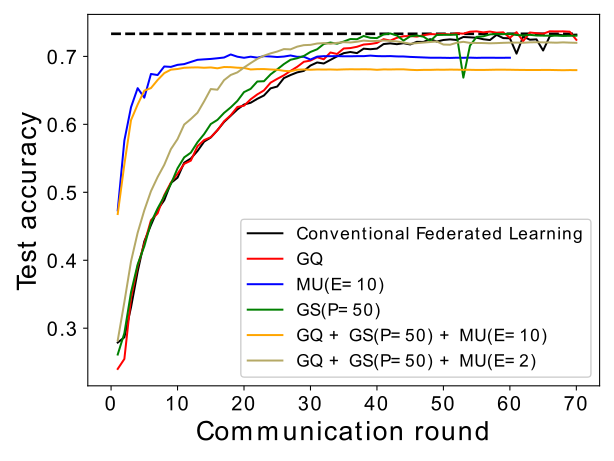 Test accuracy
0.7
0.6
0.5
0.4
0.3
Conventional Federated Learning
GQ
MU(E= 10)
GS(P= 50)
GQ + GS(P= 50) + MU(E= 10)
GQ + GS(P= 50) + MU(E= 2)
0 10 20 30 40 50 60 70
Communication round